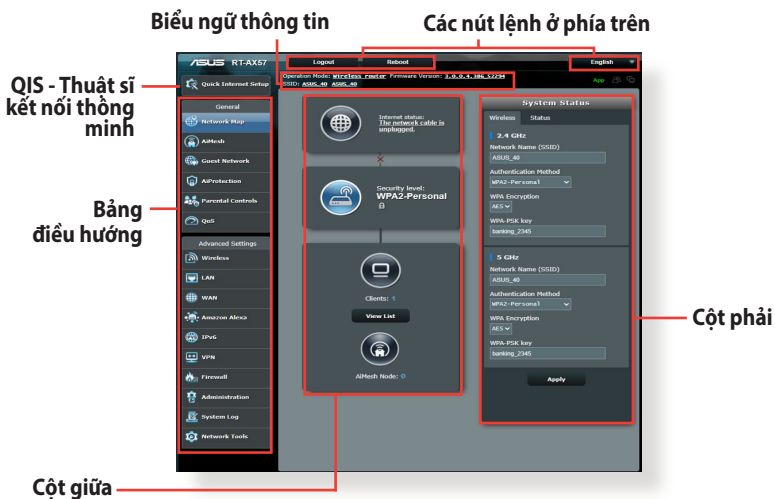 Biểu ngữ thông tin
Các nút lệnh ở phía trên
QIS - Thuật sĩ
kết nối thông
minh
Bảng
điều hướng
Cột phải
Cột giữa
ASUS RT-AX57
Logout
Reboot
English
Quick Internet Setup
Operation Mode: Wireless router Firmware Version: 3.0.0.4.386_52294
SSID: ASUS_40 ASUS_40
App
General
Network Map
AiMesh
Guest Network
AiProtection
Parental Controls
QoS
Advanced Settings
Wireless
LAN
WAN
Amazon Alexa
IPv6
VPN
Firewall
Administration
System Log
Network Tools
Internet status:
The network cable is
unplugged.
Security level:
WPA2-Personal
Clients: 1
View List
AiMesh Node: 0
System Status
Wireless
Status
2.4 GHz
Network Name (SSID)
ASUS_40
Authentication Method
WPA2-Personal
WPA Encryption
AES
WPA-PSK key
banking_2345
5 GHz
Network Name (SSID)
ASUS_40
Authentication Method
WPA2-Personal
WPA Encryption
AES
WPA-PSK key
banking_2345
Apply